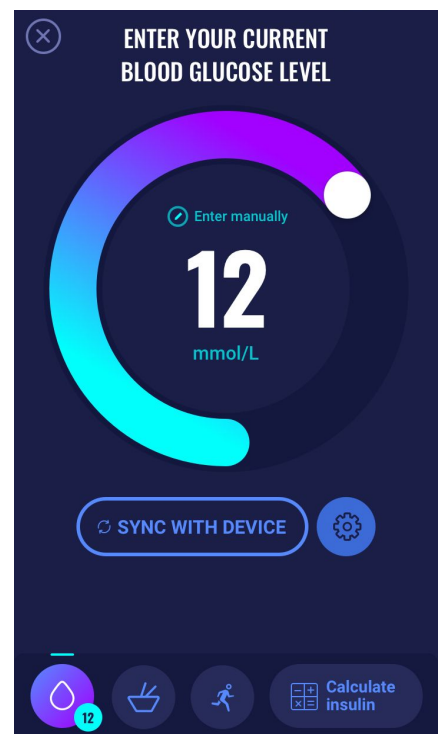 ENTER YOUR CURRENT
BLOOD GLUCOSE LEVEL
Enter manually
12
mmol/L
SYNC WITH DEVICE
12
Calculate
insulin